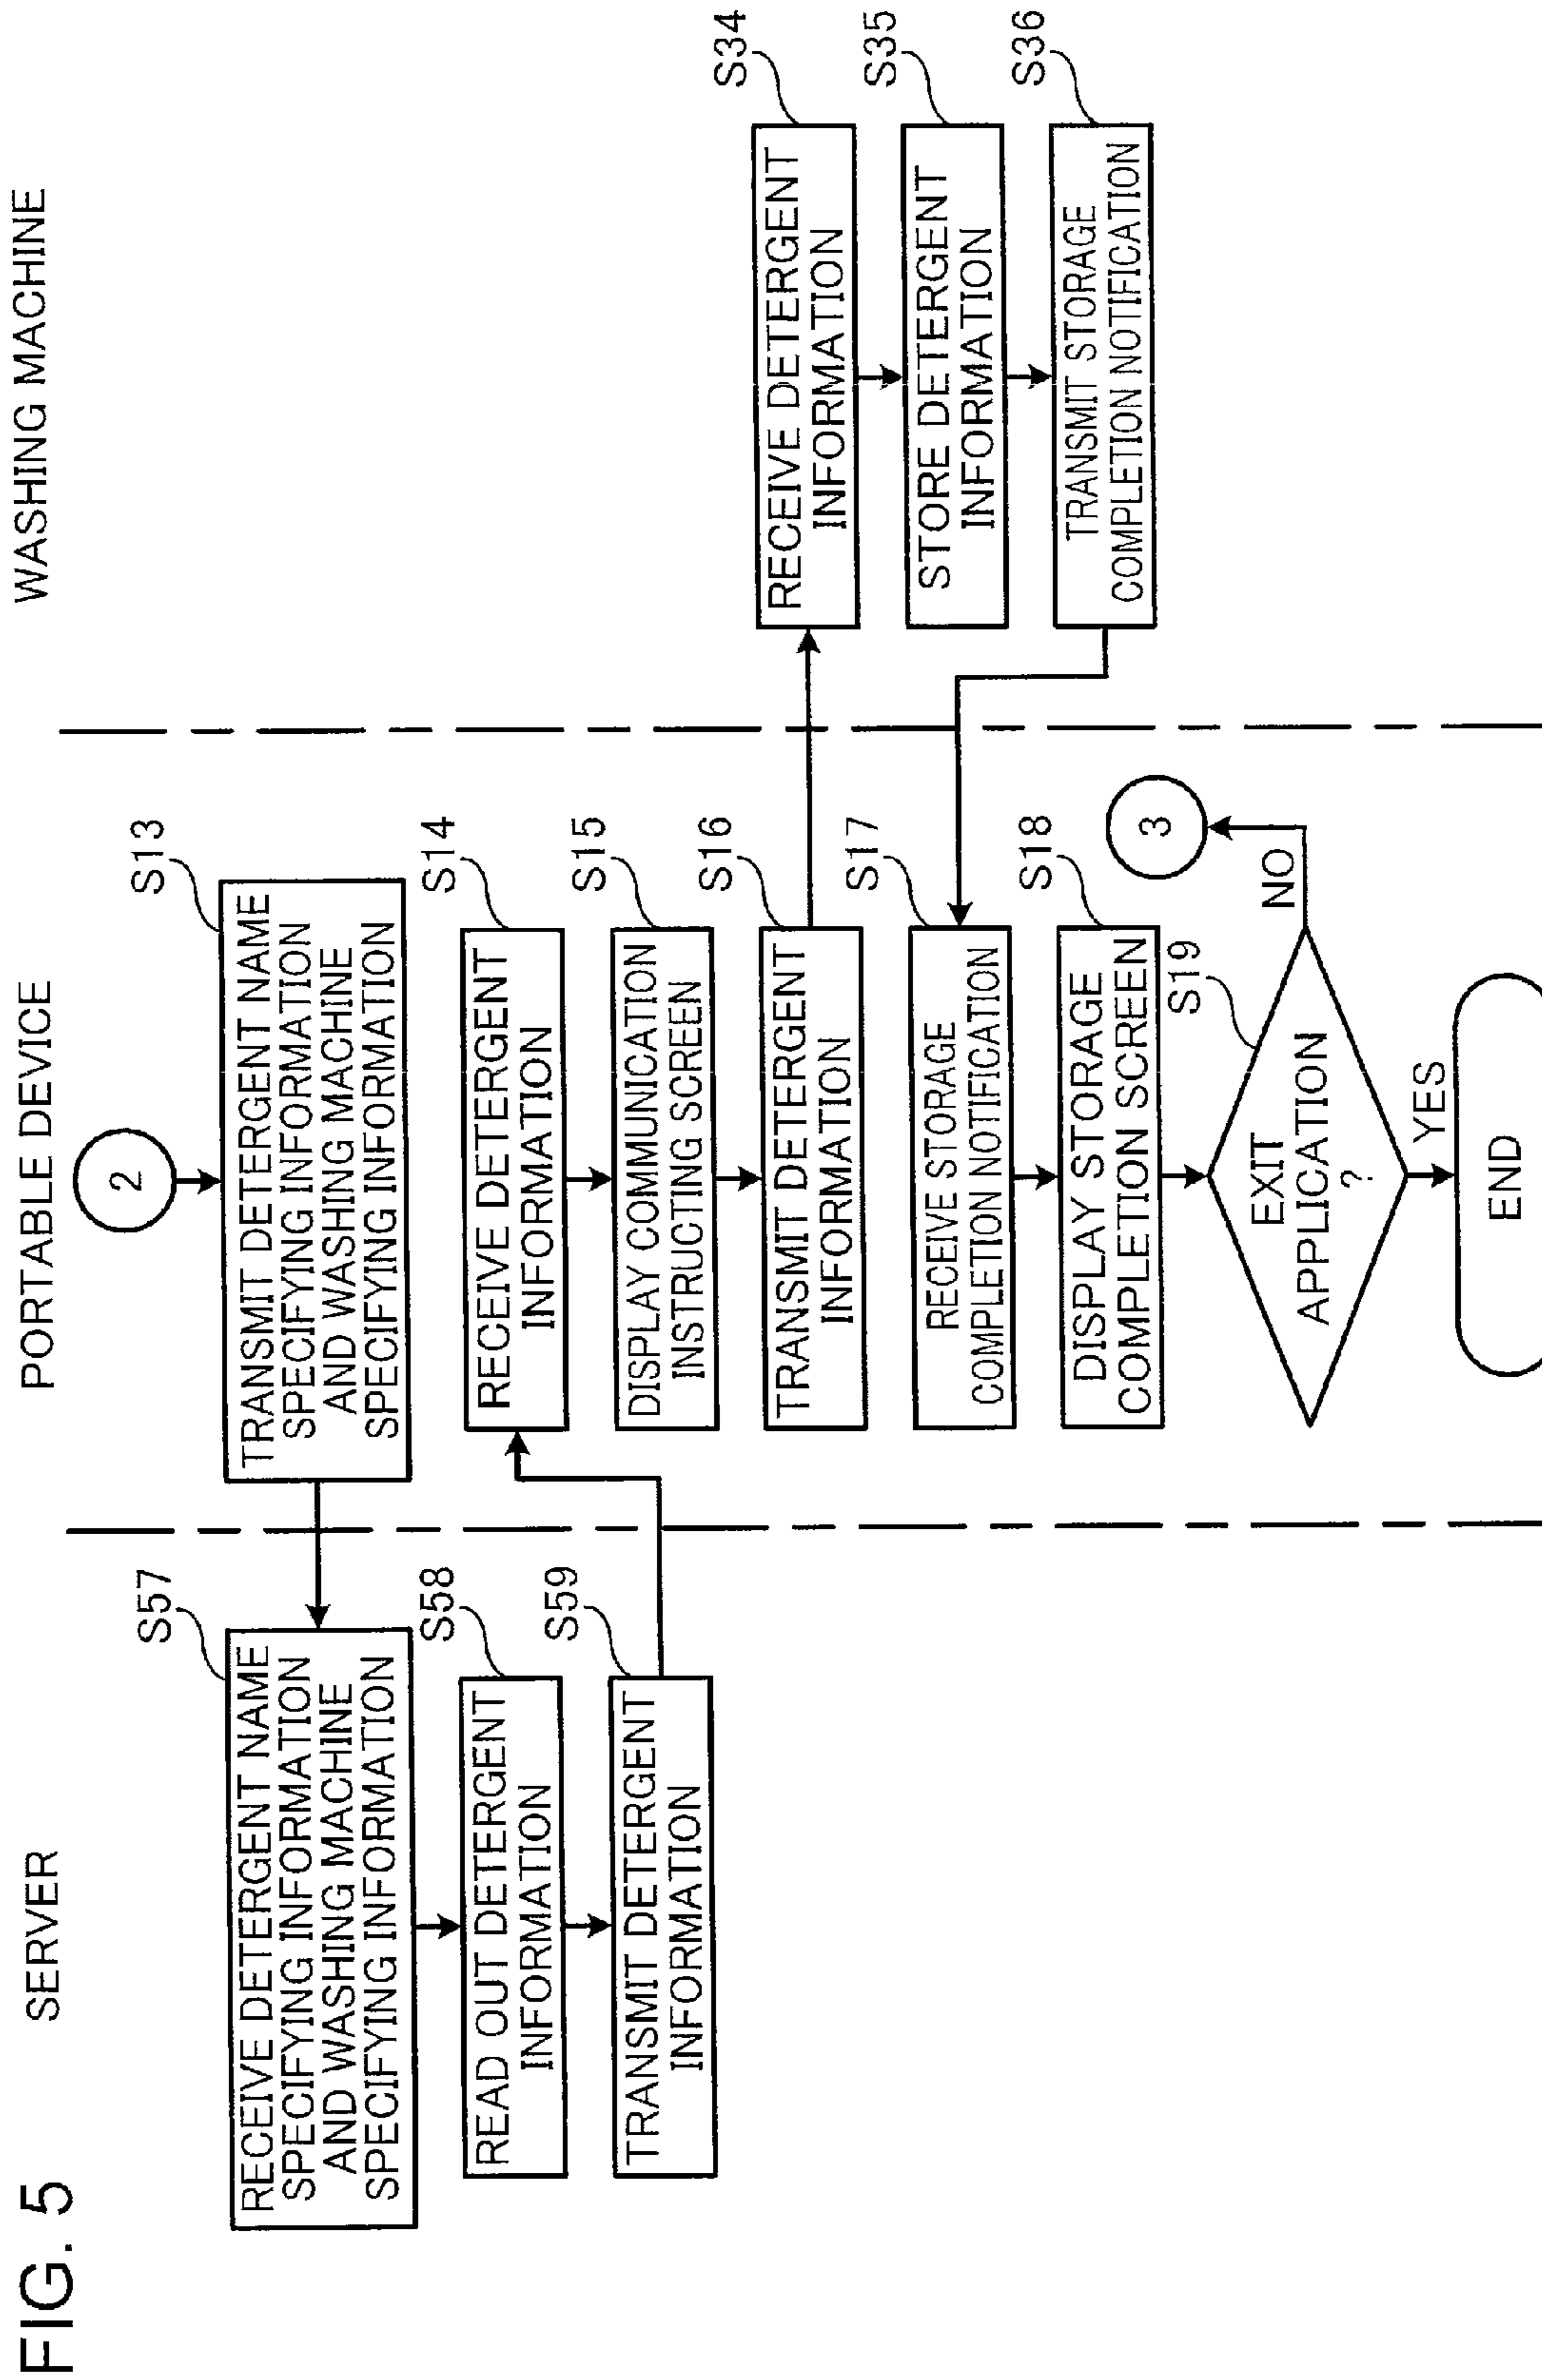 FIG. 5
SERVER
PORTABLE DEVICE
WASHING MACHINE
2
S13
TRANSMIT DETERGENT NAME
SPECIFYING INFORMATION
AND WASHING MACHINE
SPECIFYING INFORMATION
S57
RECEIVE DETERGENT NAME
SPECIFYING INFORMATION
AND WASHING MACHINE
SPECIFYING INFORMATION
S58
READ OUT DETERGENT
INFORMATION
S59
TRANSMIT DETERGENT
INFORMATION
S14
RECEIVE DETERGENT
INFORMATION
S15
DISPLAY COMMUNICATION
INSTRUCTING SCREEN
S16
TRANSMIT DETERGENT
INFORMATION
S34
RECEIVE DETERGENT
INFORMATION
S35
STORE DETERGENT
INFORMATION
S36
TRANSMIT STORAGE
COMPLETION NOTIFICATION
S17
RECEIVE STORAGE
COMPLETION NOTIFICATION
S18
DISPLAY STORAGE
COMPLETION SCREEN
S19
EXIT
APPLICATION
?
NO
3
YES
END